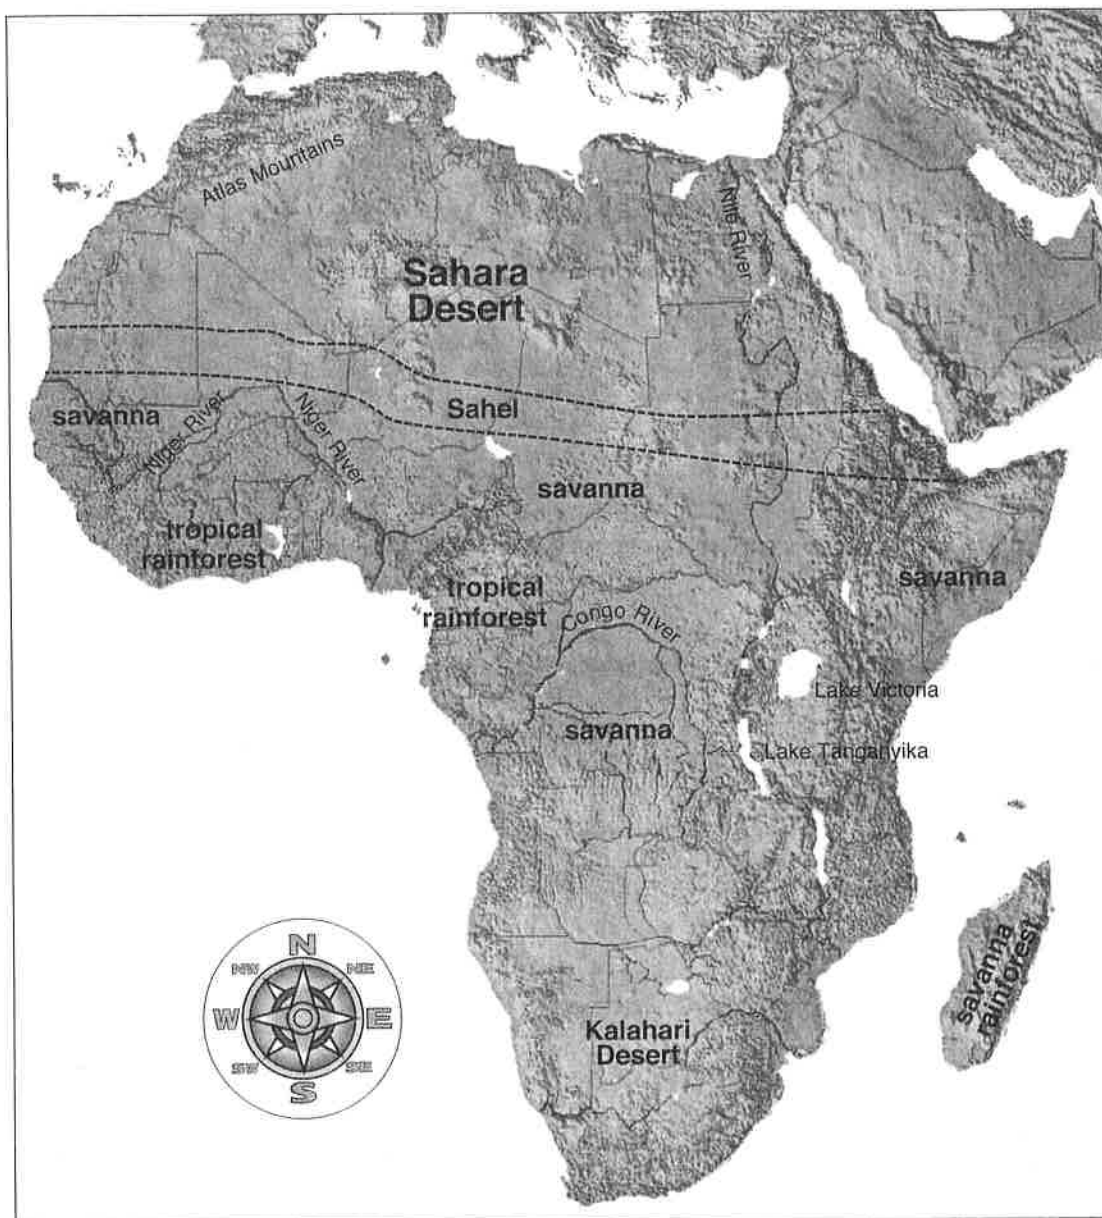 Atlas Mountains
Nile River
Sahara
Desert
Sahel
savanna
Niger River
Niger River
savanna
tropical
rainforest
tropical
rainforest
savanna
Congo River
Lake Victoria
savanna
Lake Tanganyika
savanna
rainforest
Kalahari
Desert
N
NW
NE
W
E
SW
SE
S